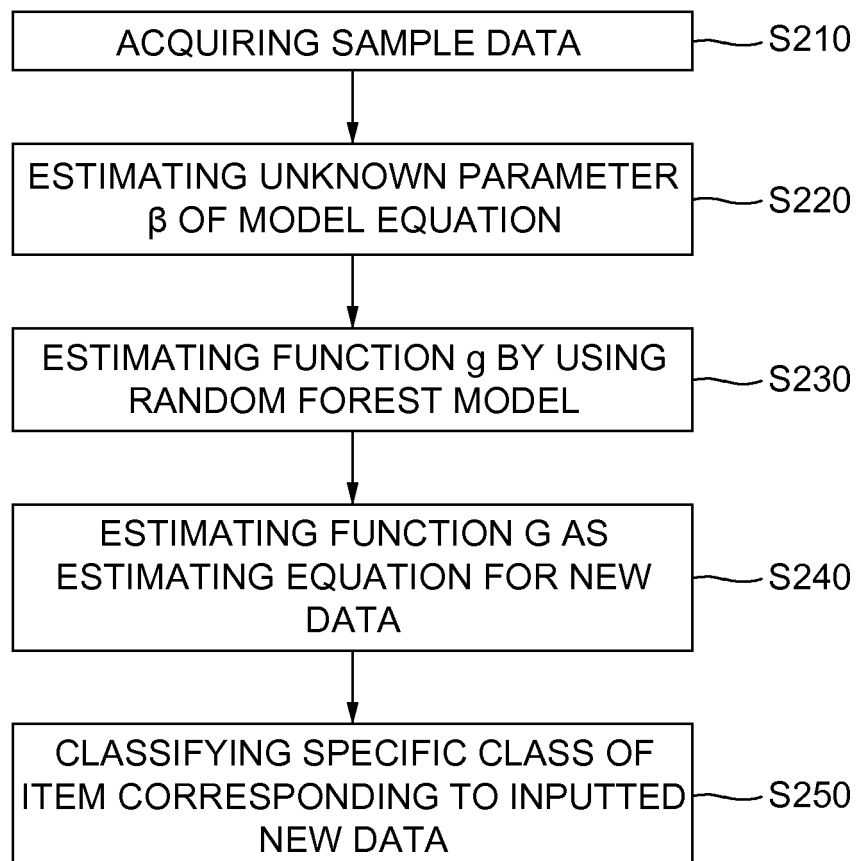 ACQUIRING SAMPLE DATA
S210
ESTIMATING UNKNOWN PARAMETER
β OF MODEL EQUATION
S220
ESTIMATING FUNCTION g BY USING
RANDOM FOREST MODEL
S230
ESTIMATING FUNCTION G AS
ESTIMATING EQUATION FOR NEW
DATA
S240
CLASSIFYING SPECIFIC CLASS OF
ITEM CORRESPONDING TO INPUTTED
NEW DATA
S250